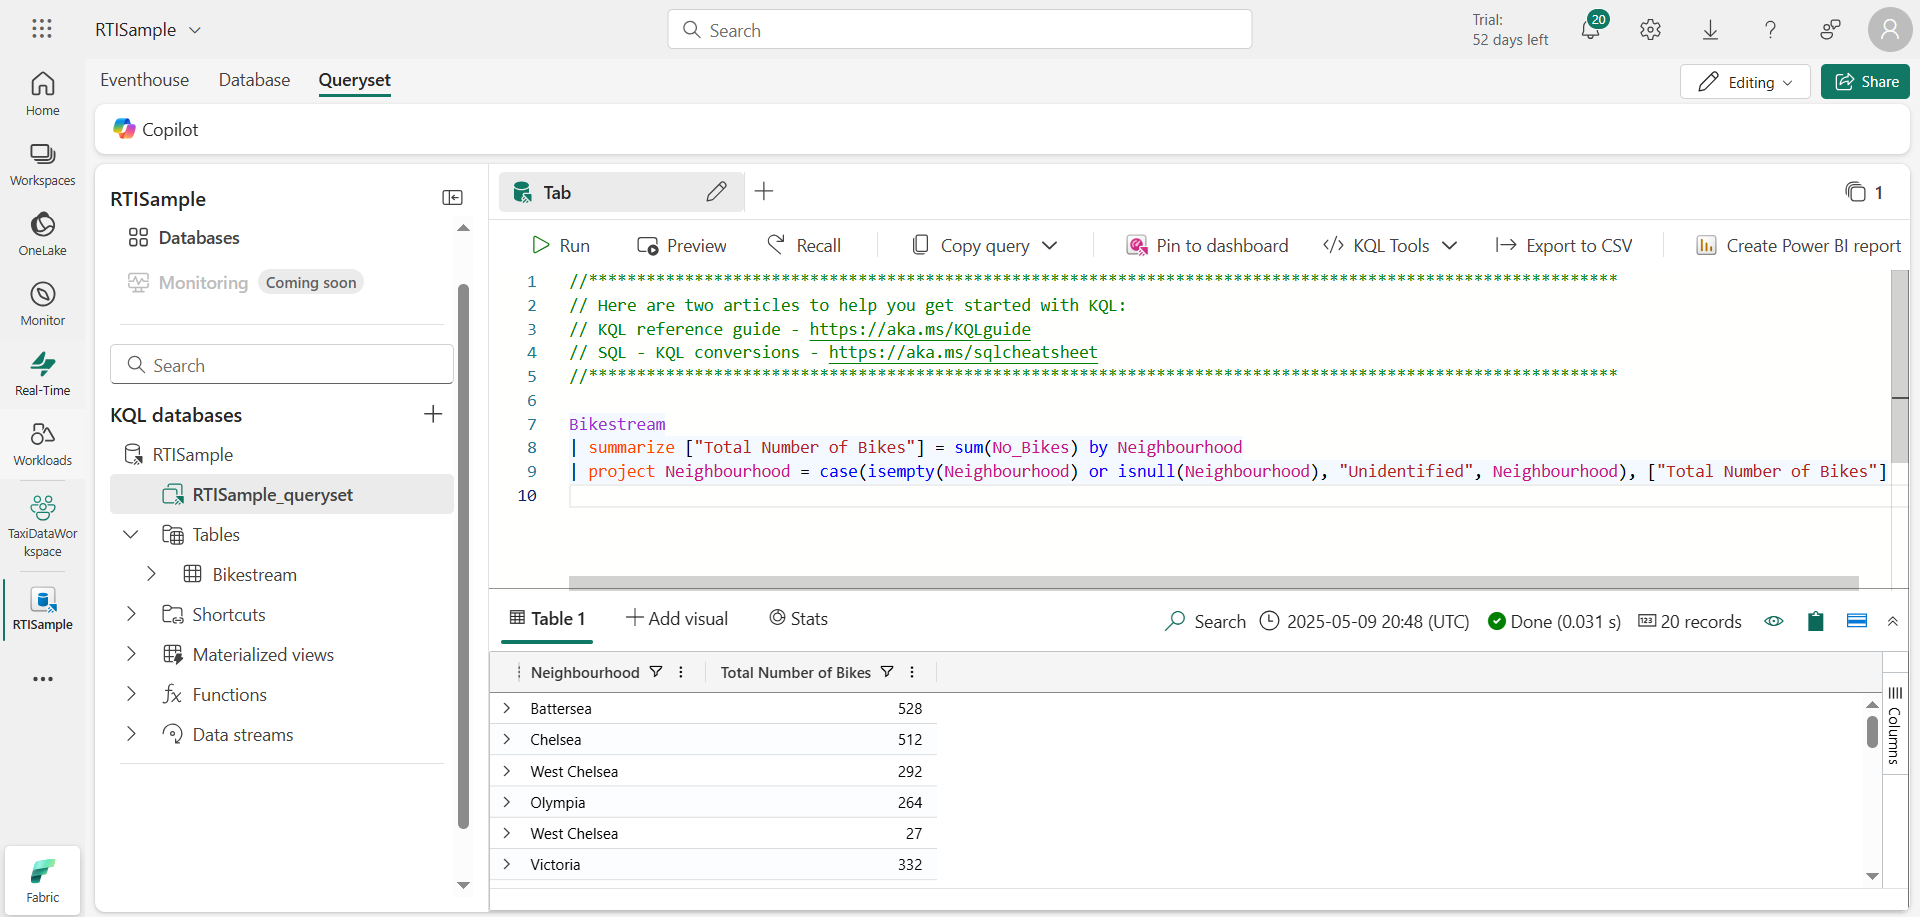 RTISample
Search
Trial:
52 days left
20
Home
Workspaces
OneLake
Monitor
Real-Time
Workloads
TaxiDataWor
kspace
RTISample
Fabric
Eventhouse Database Queryset
Editing
Share
Copilot
RTISample
Databases
Monitoring Coming soon
Search
KQL databases
RTISample
RTISample_queryset
Tables
Bikestream
Shortcuts
Materialized views
Functions
Data streams
Tab
1
Run Preview Recall Copy query Pin to dashboard KQL Tools Export to CSV Create Power BI report
1 //***********************************************************************************************************
2 // Here are two articles to help you get started with KQL:
3 // KQL reference guide - https://aka.ms/KQLguide
4 // SQL - KQL conversions - https://aka.ms/sqlcheatsheet
5 //***********************************************************************************************************
6
7 Bikestream
8 | summarize ["Total Number of Bikes"] = sum(No_Bikes) by Neighbourhood
9 | project Neighbourhood = case(isempty(Neighbourhood) or isnull(Neighbourhood), "Unidentified", Neighbourhood), ["Total Number of Bikes"]
10
Table 1 Add visual Stats Search 2025-05-09 20:48 (UTC) Done (0.031 s) 123 20 records
Neighbourhood Total Number of Bikes
Battersea 528
Chelsea 512
West Chelsea 292
Olympia 264
West Chelsea 27
Victoria 332
Columns